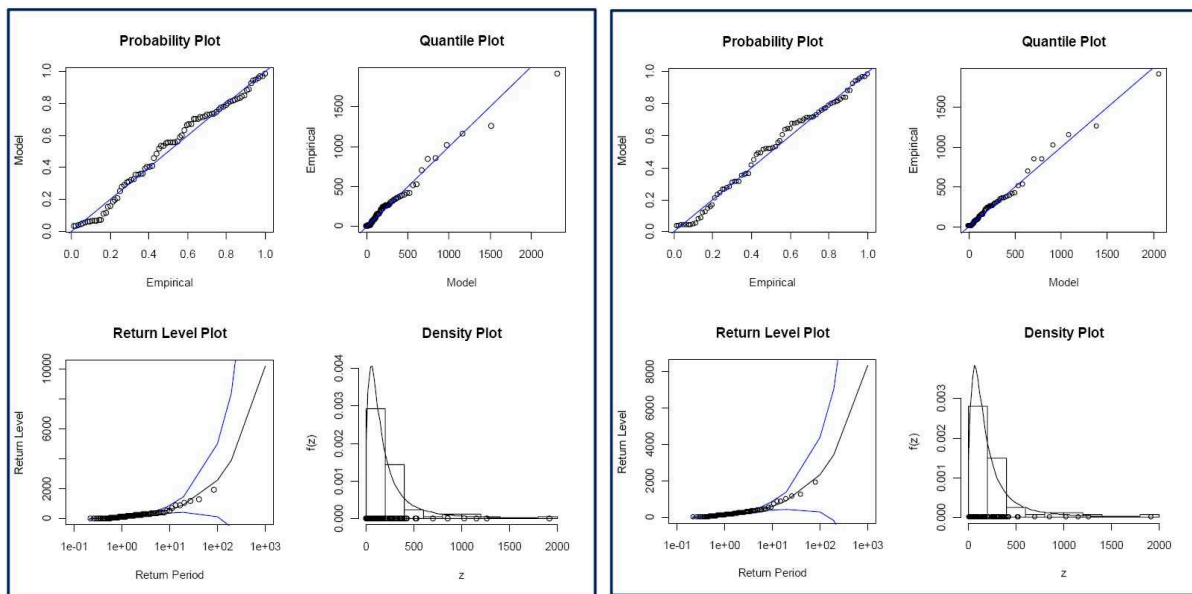 Probability Plot
Model
0.0 0.2 0.4 0.6 0.8 1.0
0.0 0.2 0.4 0.6 0.8 1.0
Empirical
Quantile Plot
Empirical
0 500 1000 1500
0 500 1000 1500 2000
Model
Return Level Plot
Return Level
0 2000 4000 6000 10000
1e-01 1e+00 1e+01 1e+02 1e+03
Return Period
Density Plot
f(z)
0.000 0.001 0.002 0.003 0.004
0 500 1000 1500 2000
z
Probability Plot
Model
0.0 0.2 0.4 0.6 0.8 1.0
0.0 0.2 0.4 0.6 0.8 1.0
Empirical
Quantile Plot
Empirical
0 500 1000 1500
0 500 1000 1500 2000
Model
Return Level Plot
Return Level
0 2000 4000 6000 8000
1e-01 1e+00 1e+01 1e+02 1e+03
Return Period
Density Plot
f(z)
0.000 0.001 0.002 0.003
0 500 1000 1500 2000
z